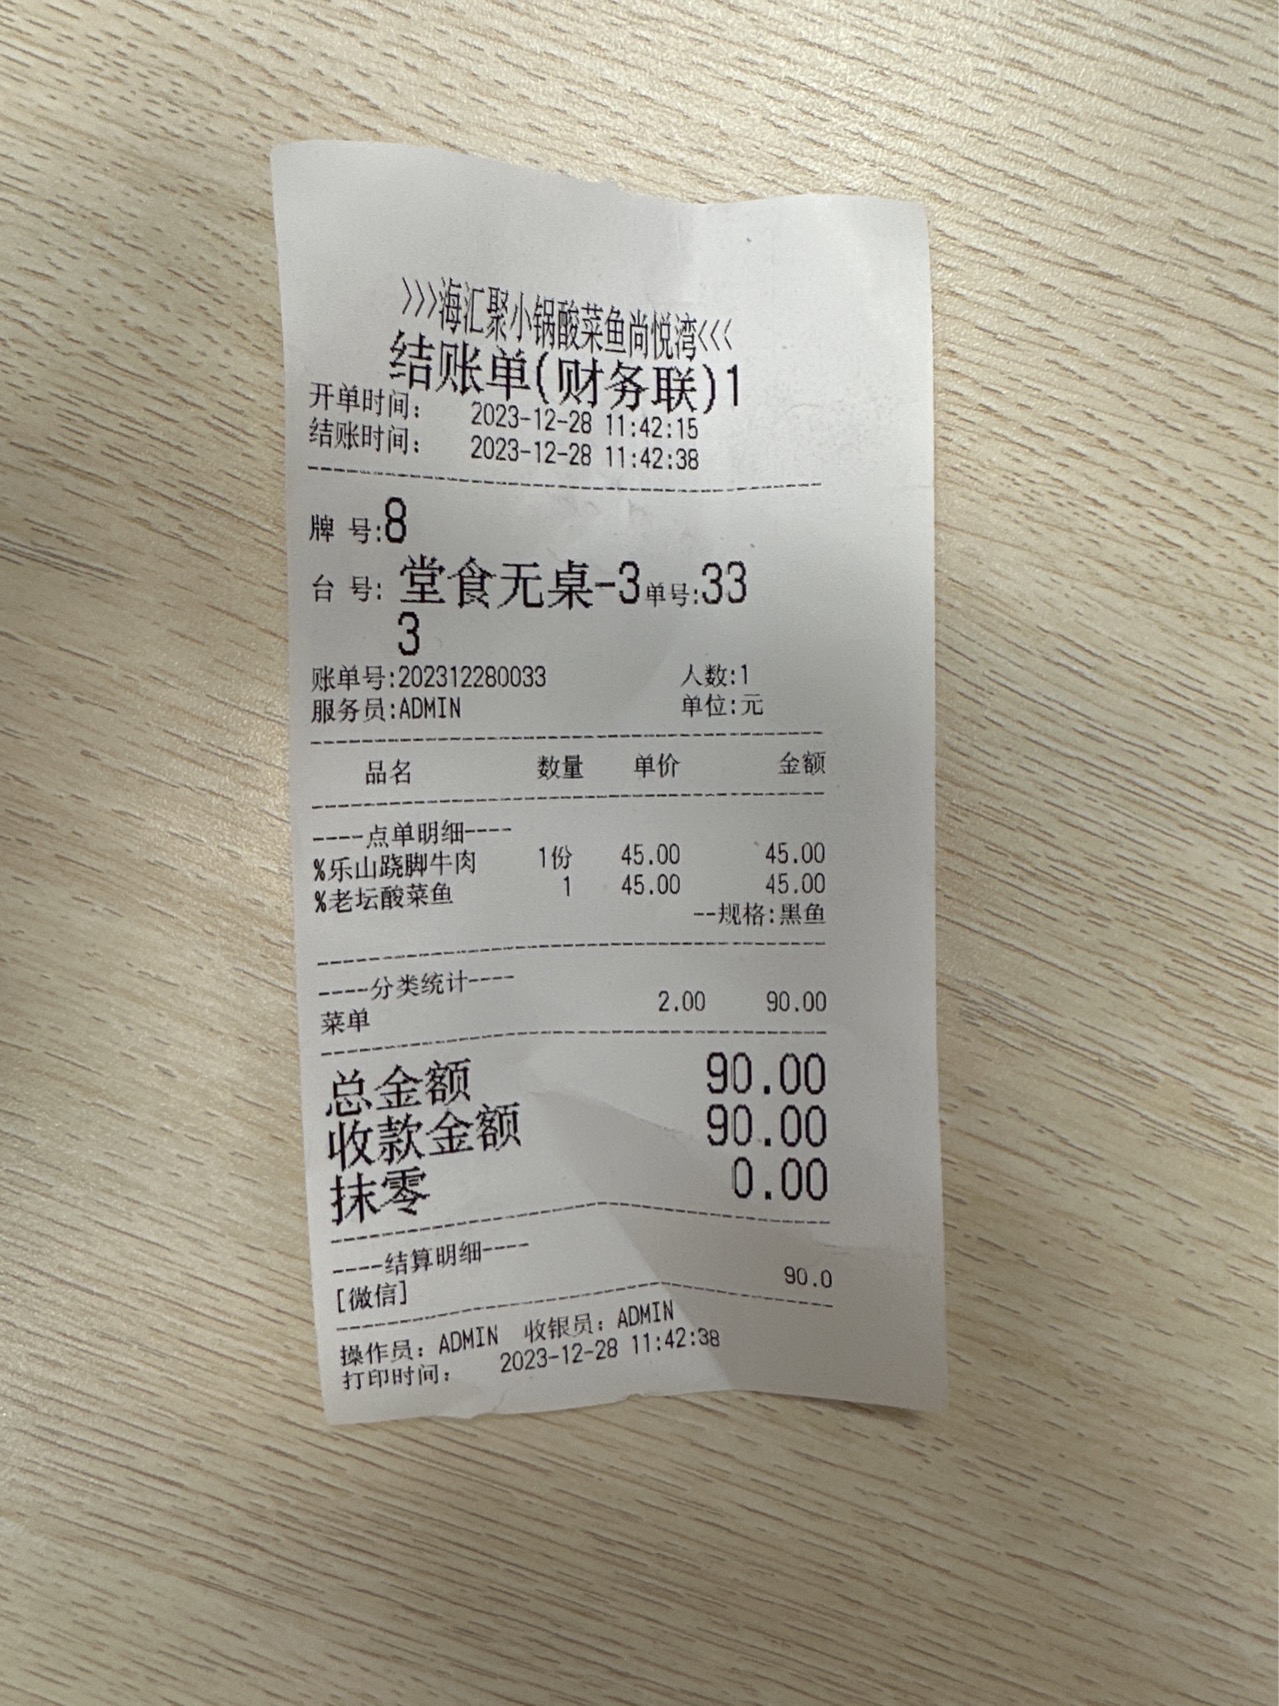 >>>海汇聚小锅酸菜鱼尚悦湾<<<
结账单(财务联)1
开单时间: 2023-12-28 11:42:15
结账时间: 2023-12-28 11:42:38
牌 号:8
台 号: 堂食无桌-3 单号:33
3
账单号:202312280033 人数:1
服务员:ADMIN 单位:元
品名 数量 单价 金额
----点单明细----
%乐山跷脚牛肉 1份 45.00 45.00
%老坛酸菜鱼 1 45.00 45.00
--规格:黑鱼
----分类统计----
菜单 2.00 90.00
总金额 90.00
收款金额 90.00
抹零 0.00
----结算明细----
[微信] 90.0
操作员: ADMIN 收银员: ADMIN
打印时间: 2023-12-28 11:42:38